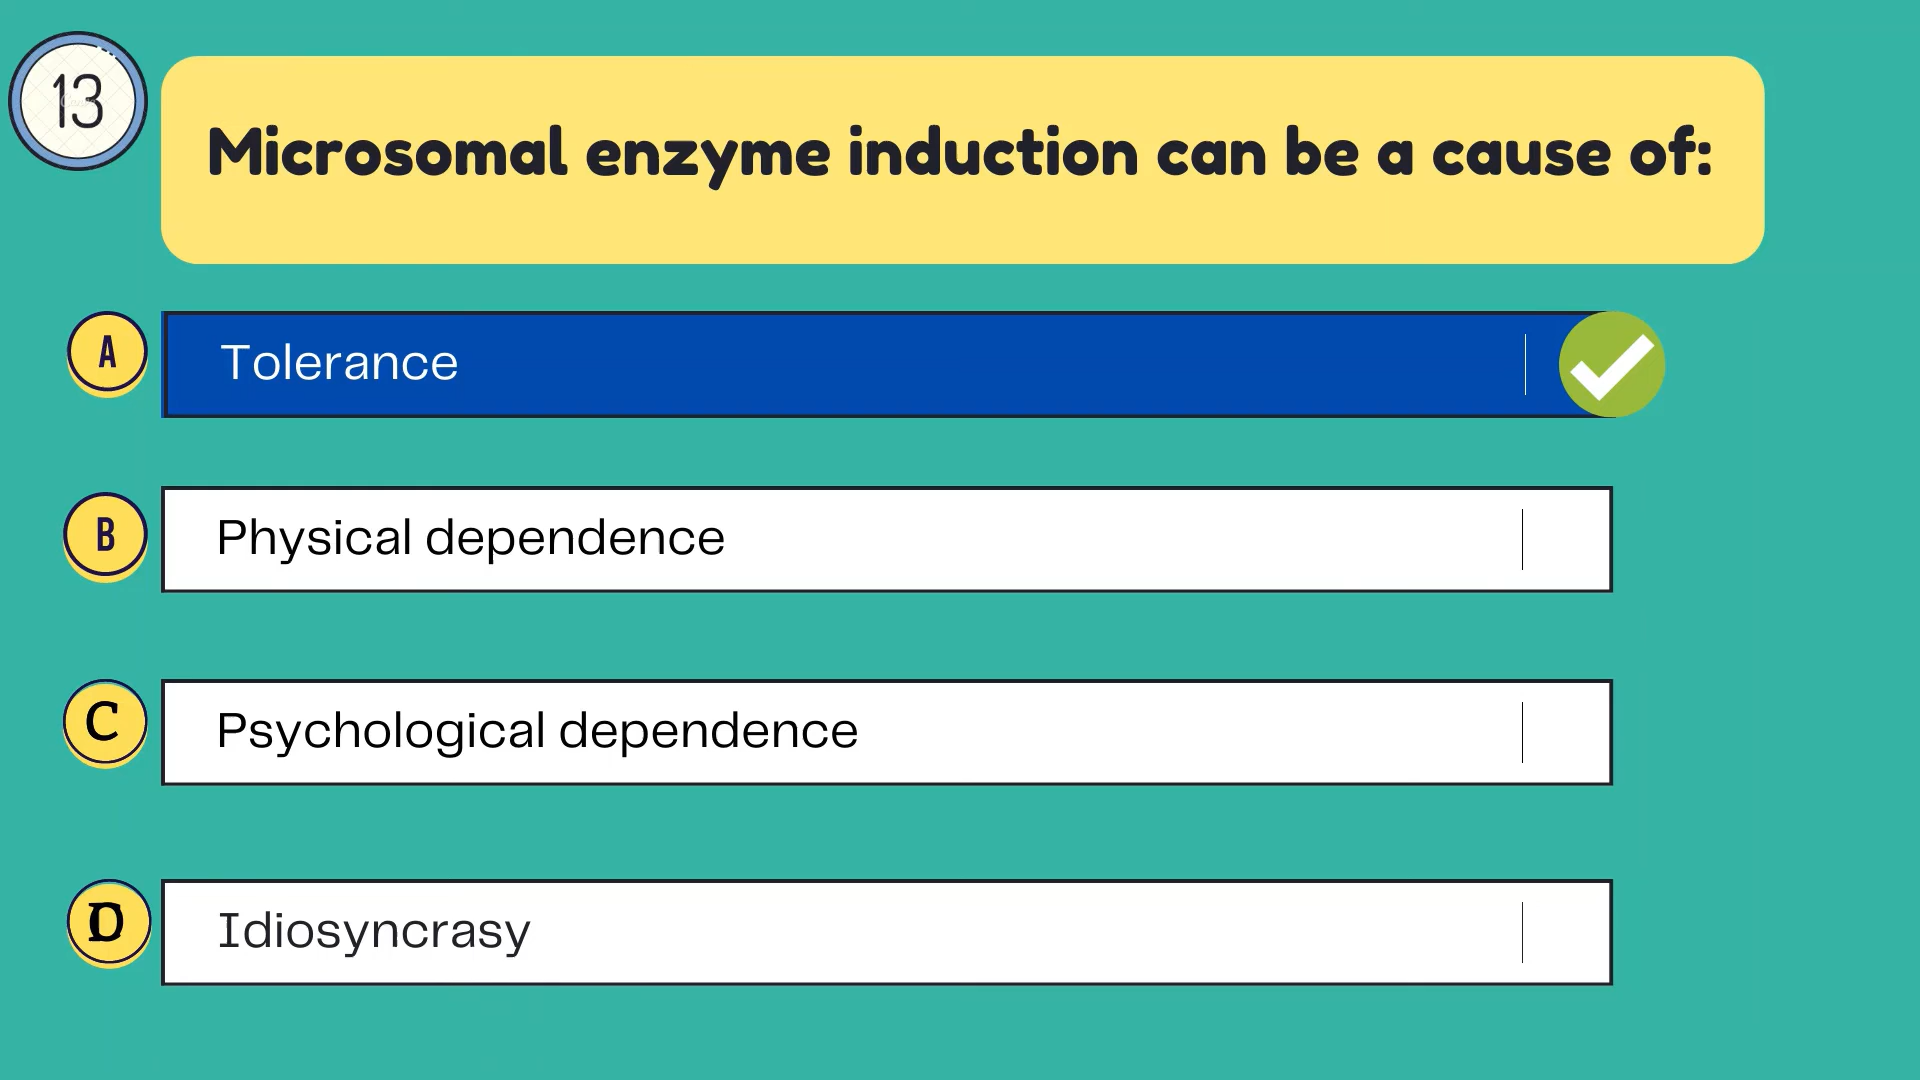 13
Microsomal enzyme induction can be a cause of:
A
Tolerance
B
Physical dependence
C
Psychological dependence
D
Idiosyncrasy